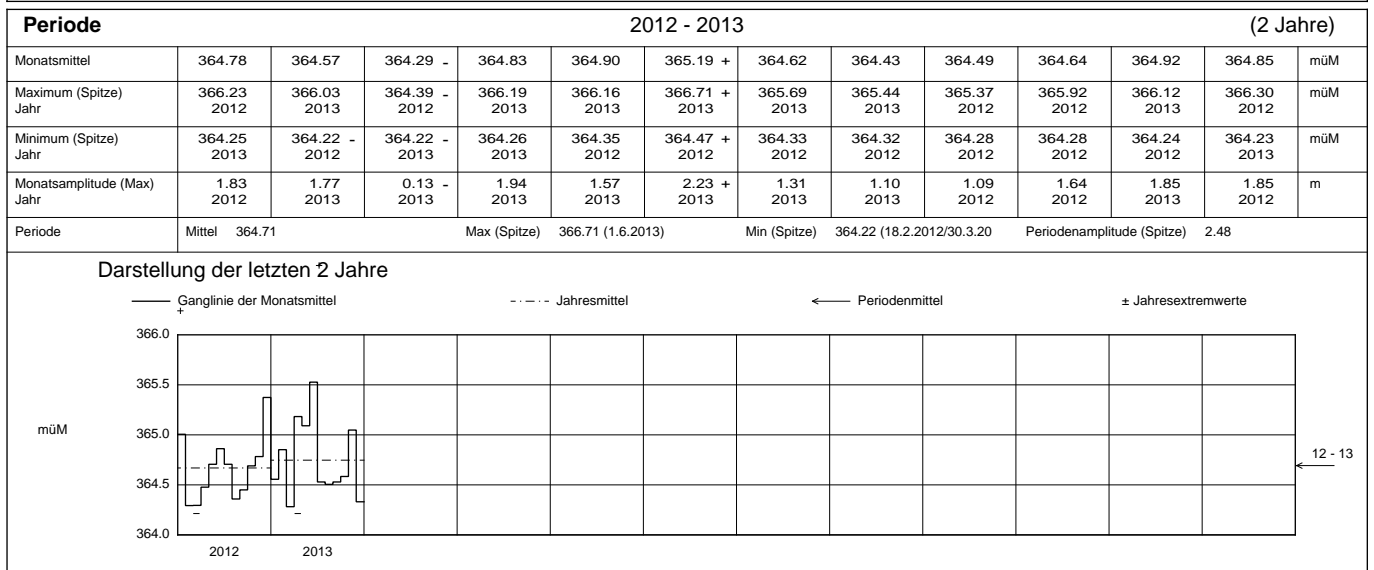 Periode 2012 - 2013 (2 Jahre)
Monatsmittel 364.78 364.57 364.29 - 364.83 364.90 365.19 + 364.62 364.43 364.49 364.64 364.92 364.85 müM
Maximum (Spitze) 366.23 366.03 364.39 - 366.19 366.16 366.71 + 365.69 365.44 365.37 365.92 366.12 366.30 müM
Jahr 2012 2013 2012 2013 2013 2013 2013 2013 2012 2012 2013 2012
Minimum (Spitze) 364.25 364.22 - 364.22 - 364.26 364.35 364.47 + 364.33 364.32 364.28 364.28 364.24 364.23 müM
Jahr 2013 2012 2013 2013 2012 2012 2012 2012 2012 2012 2012 2013
Monatsamplitude (Max) 1.83 1.77 0.13 - 1.94 1.57 2.23 + 1.31 1.10 1.09 1.64 1.85 1.85 m
Jahr 2012 2013 2013 2013 2013 2013 2013 2013 2012 2012 2013 2012
Periode Mittel 364.71 Max (Spitze) 366.71 (1.6.2013) Min (Spitze) 364.22 (18.2.2012/30.3.20 Periodenamplitude (Spitze) 2.48
Darstellung der letzten 2 Jahre
+
Ganglinie der Monatsmittel Jahresmittel Periodenmittel ± Jahresextremwerte
+
366.0
365.5
müM 365.0
12 - 13
364.5
- -
364.0
2012 2013